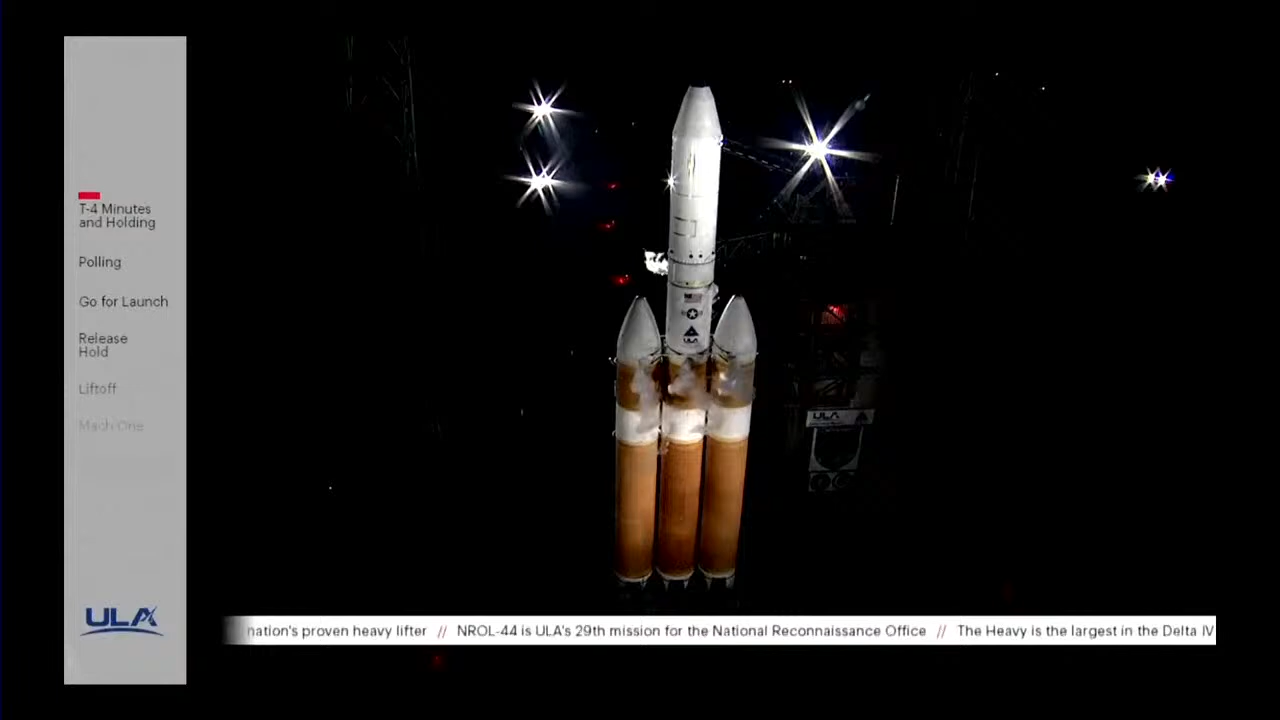 T-4 Minutes
and Holding
Polling
Go for Launch
Release
Hold
Liftoff
Mach One
ULA
ULA
ULA
nation's proven heavy lifter // NROL-44 is ULA's 29th mission for the National Reconnaissance Office // The Heavy is the largest in the Delta IV